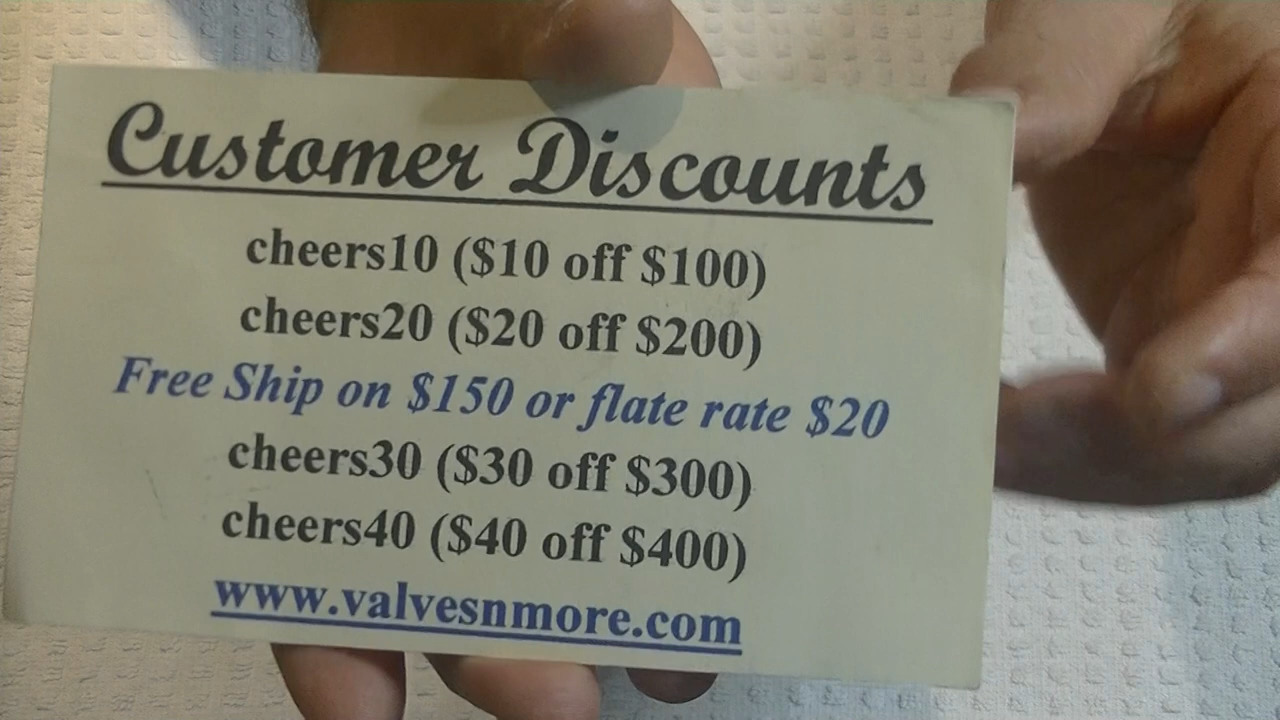 Customer Discounts
cheers10 ($10 off $100)
cheers20 ($20 off $200)
Free Ship on $150 or flate rate $20
cheers30 ($30 off $300)
cheers40 ($40 off $400)
www.valvesnmore.com